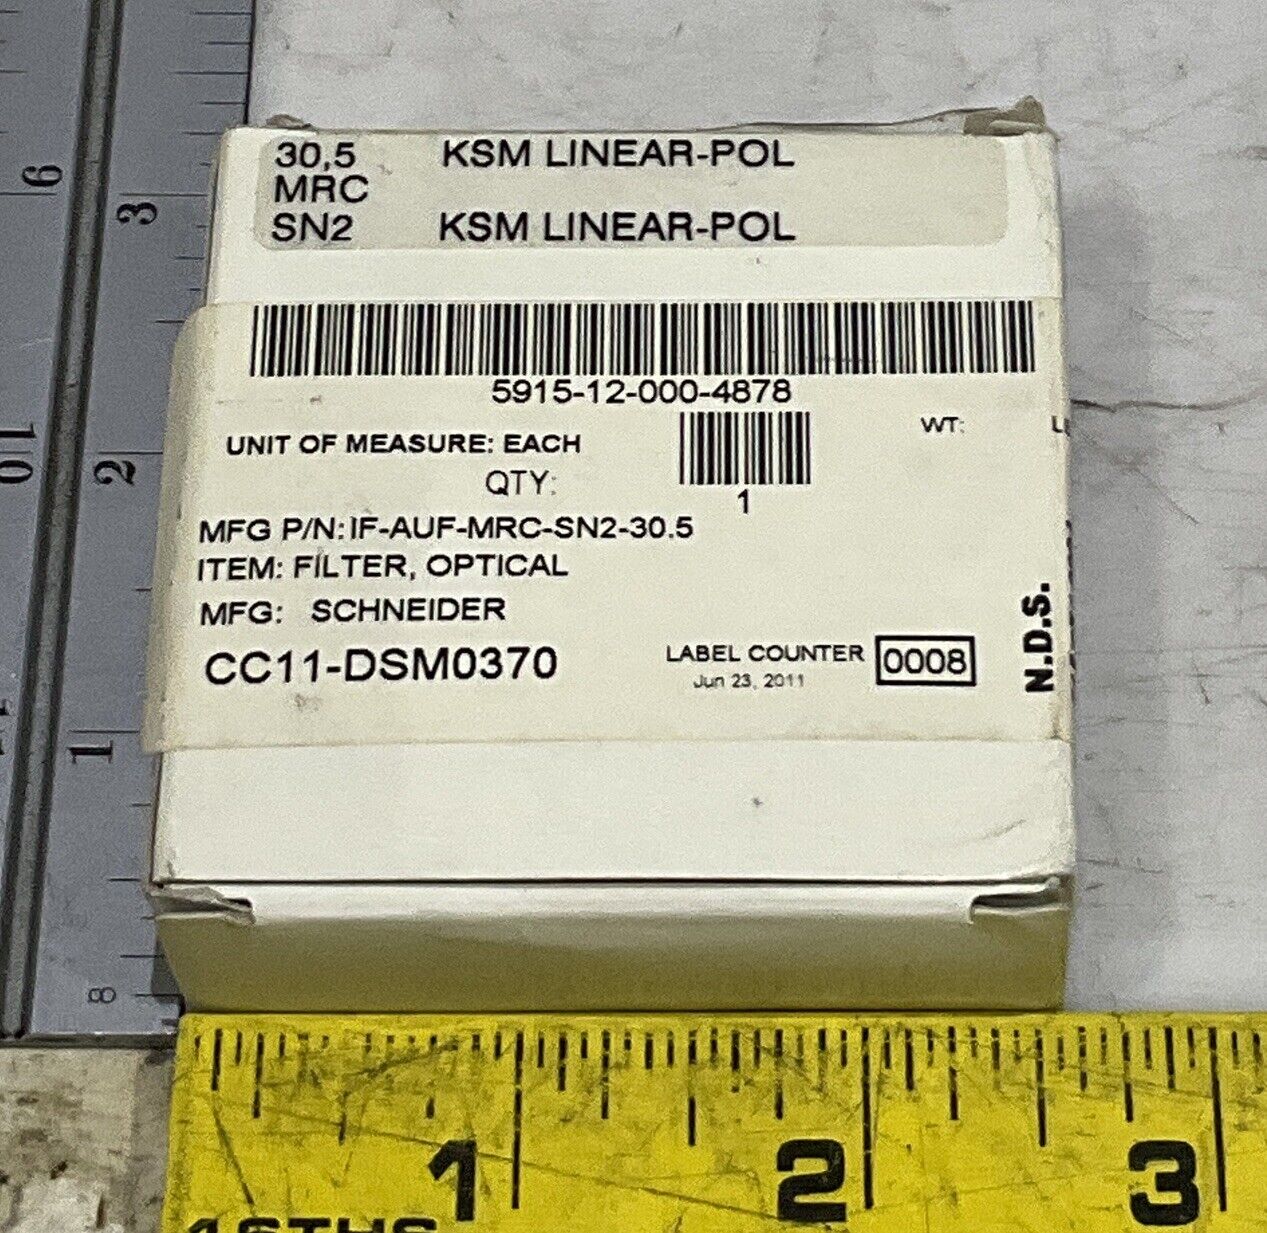 30,5 KSM LINEAR-POL
MRC
SN2 KSM LINEAR-POL
5915-12-000-4878
UNIT OF MEASURE: EACH
WT:
QTY:
1
MFG P/N: IF-AUF-MRC-SN2-30.5
ITEM: FILTER, OPTICAL
MFG: SCHNEIDER
CC11-DSM0370
LABEL COUNTER 0008
Jun 23, 2011
N.D.S.
6
3
2
1
8
1 2 3
16THS